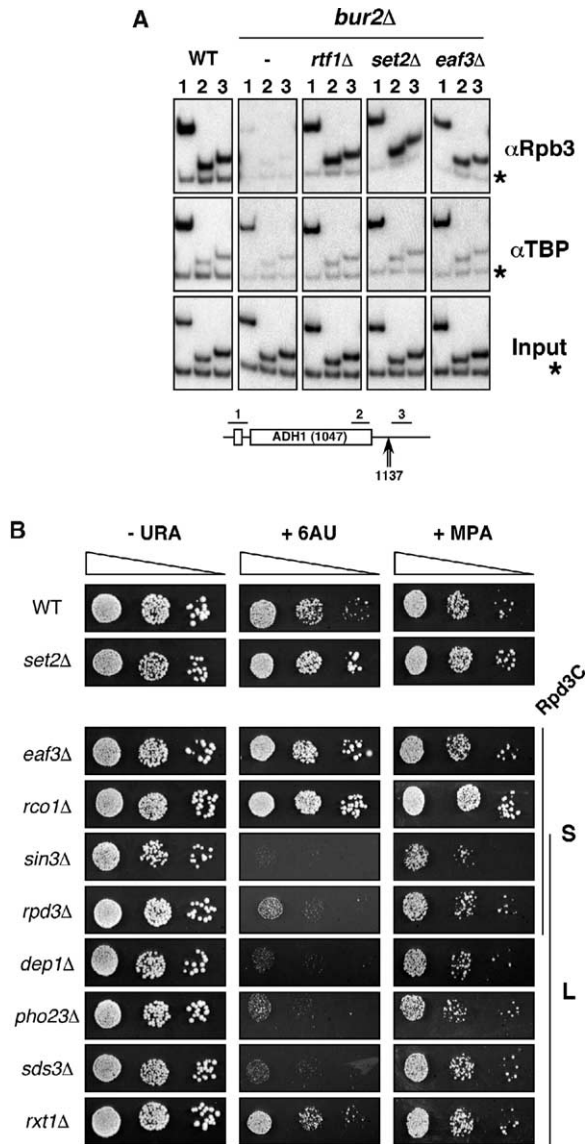 A
bur2Δ
WT - rtf1Δ set2Δ eaf3Δ
1 2 3 1 2 3 1 2 3 1 2 3 1 2 3
αRpb3
*
αTBP
*
Input
*
1 2 3
ADH1 (1047)
1137
B
- URA + 6AU + MPA
WT
set2Δ
Rpd3C
eaf3Δ
rco1Δ
S
sin3Δ
rpd3Δ
dep1Δ
L
pho23Δ
sds3Δ
rxt1Δ